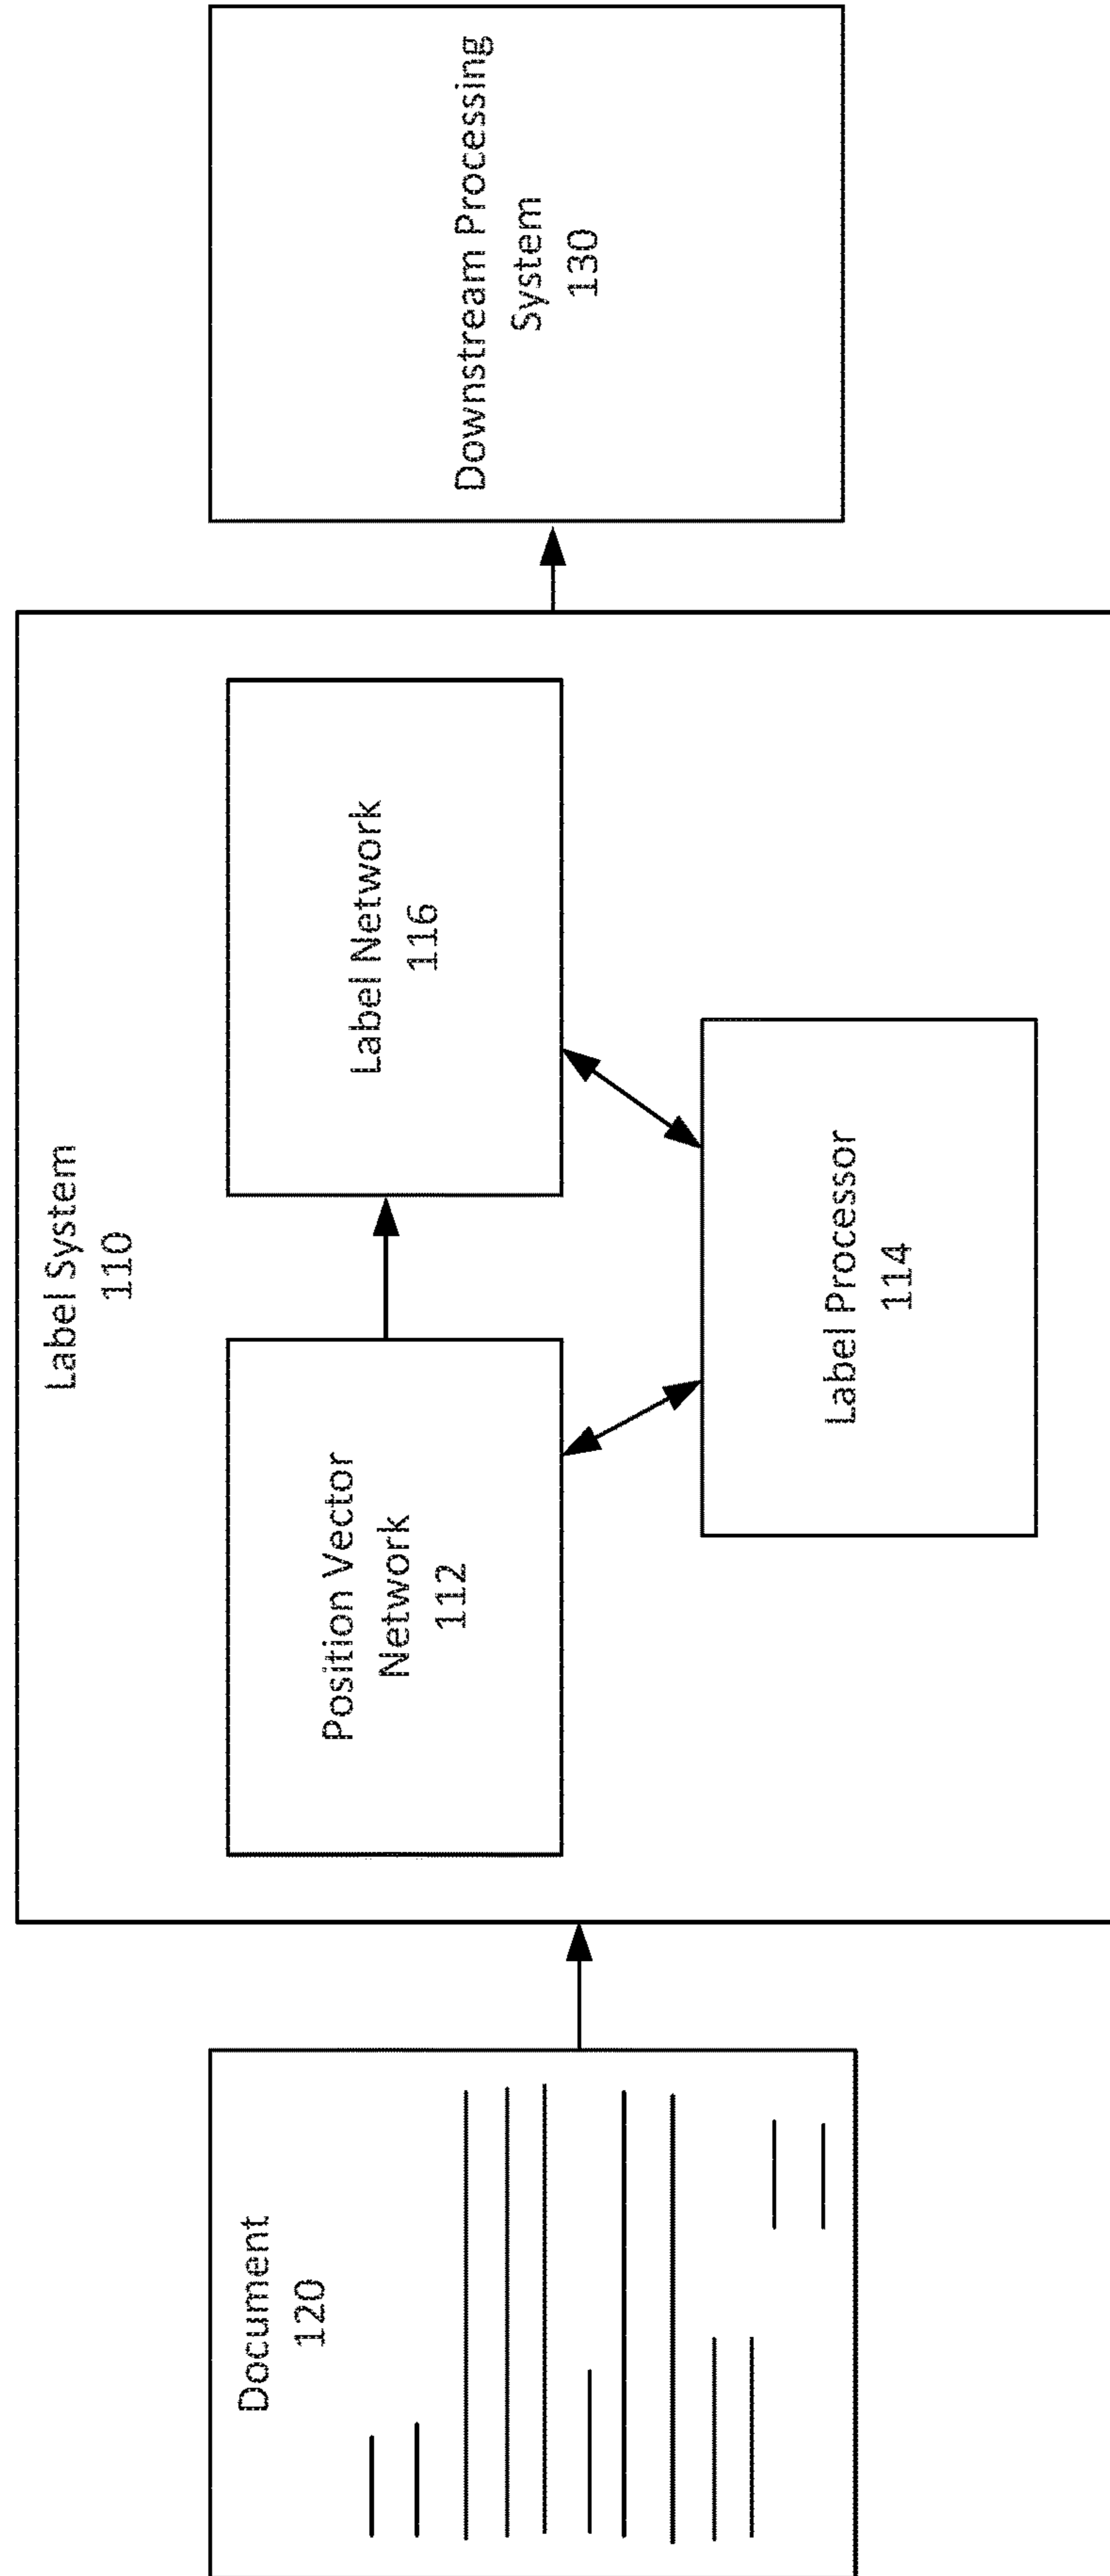 Document
120
Label System
110
Position Vector
Network
112
Label Network
116
Label Processor
114
Downstream Processing
System
130